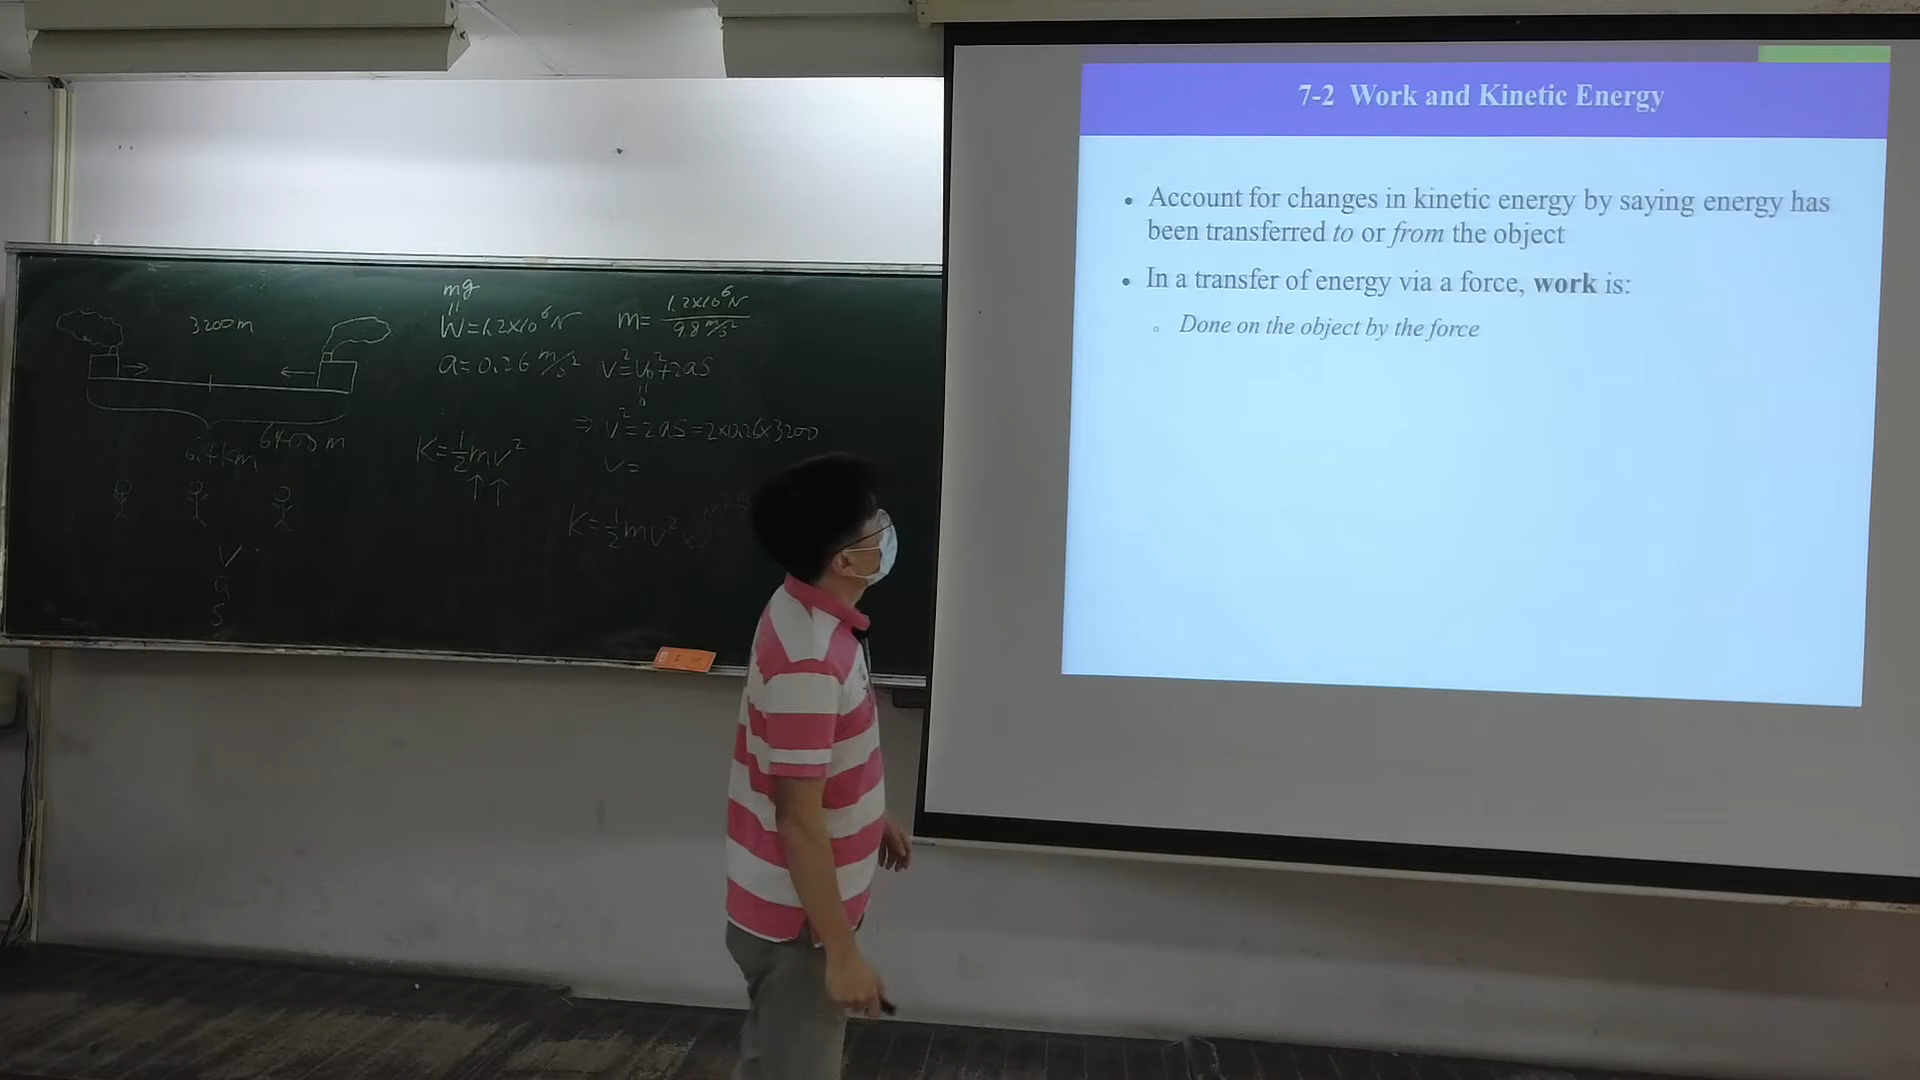 3200m
6400m
6.4km
V
a
S
mg
W=1.2×10⁶N
a=0.26 m/s²
K=½mv²
m= 1.2×10⁶N / 9.8 m/s²
v²=v₀²+2aS
0
⇒ v²=2aS=2×0.26×3200
v=
K=½mv²
7-2 Work and Kinetic Energy
• Account for changes in kinetic energy by saying energy has
been transferred to or from the object
• In a transfer of energy via a force, work is:
○ Done on the object by the force